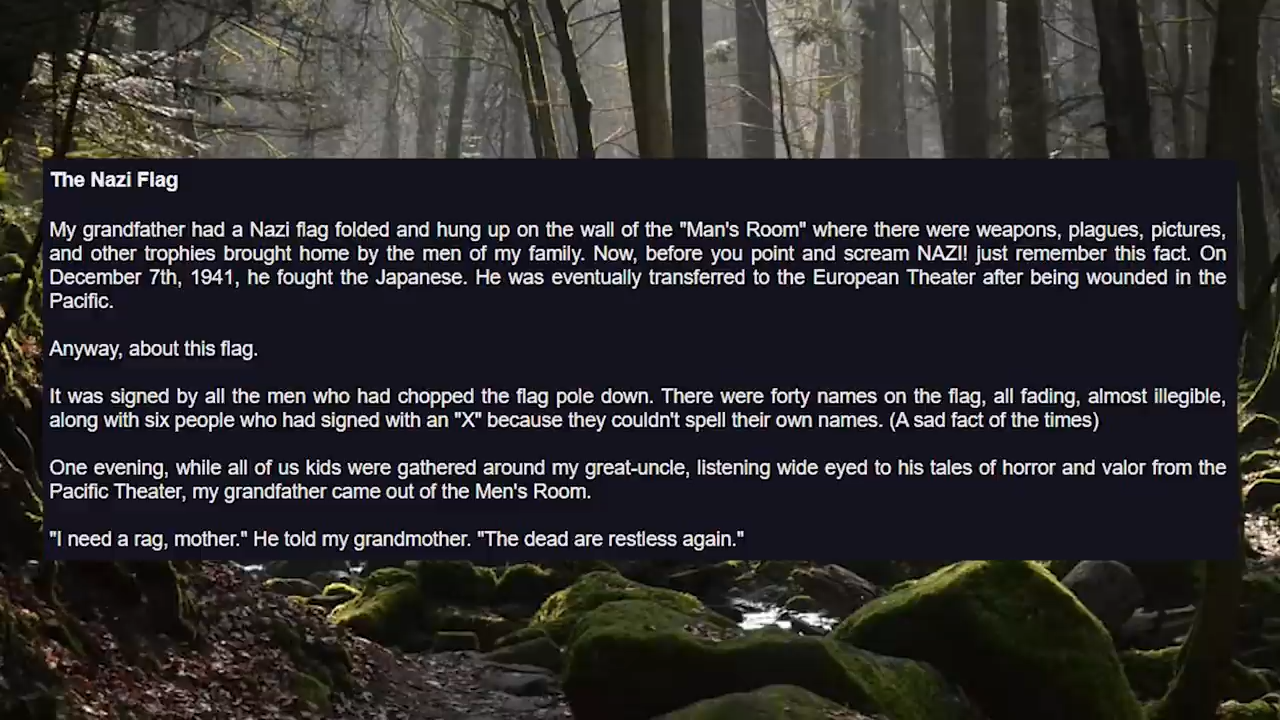 The Nazi Flag
My grandfather had a Nazi flag folded and hung up on the wall of the "Man's Room" where there were weapons, plagues, pictures,
and other trophies brought home by the men of my family. Now, before you point and scream NAZI! just remember this fact. On
December 7th, 1941, he fought the Japanese. He was eventually transferred to the European Theater after being wounded in the
Pacific.
Anyway, about this flag.
It was signed by all the men who had chopped the flag pole down. There were forty names on the flag, all fading, almost illegible,
along with six people who had signed with an "X" because they couldn't spell their own names. (A sad fact of the times)
One evening, while all of us kids were gathered around my great-uncle, listening wide eyed to his tales of horror and valor from the
Pacific Theater, my grandfather came out of the Men's Room.
"I need a rag, mother." He told my grandmother. "The dead are restless again."